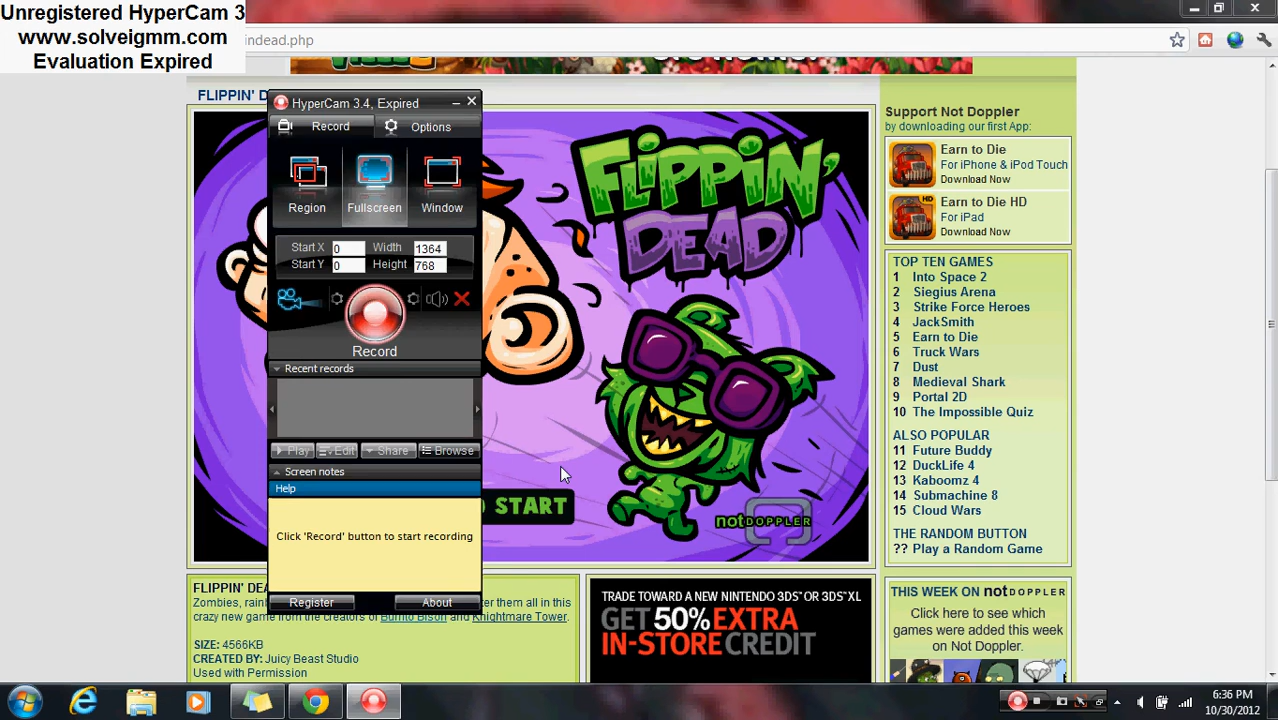 Unregistered HyperCam 3
www.solveigmm.com
Evaluation Expired
indead.php
FLIPPIN' D
HyperCam 3.4, Expired
Record
Options
Region
Fullscreen
Window
Start X 0 Width 1364
Start Y 0 Height 768
Record
Recent records
Play
Edit
Share
Browse
Screen notes
Help
Click 'Record' button to start recording
Register
About
FLIPPIN'
DEAD
START
notDOPPLER
Support Not Doppler
by downloading our first App:
Earn to Die
For iPhone & iPod Touch
Download Now
Earn to Die HD
For iPad
Download Now
TOP TEN GAMES
1 Into Space 2
2 Siegius Arena
3 Strike Force Heroes
4 JackSmith
5 Earn to Die
6 Truck Wars
7 Dust
8 Medieval Shark
9 Portal 2D
10 The Impossible Quiz
ALSO POPULAR
11 Future Buddy
12 DuckLife 4
13 Kaboomz 4
14 Submachine 8
15 Cloud Wars
THE RANDOM BUTTON
?? Play a Random Game
THIS WEEK ON notDOPPLER
Click here to see which
games were added this week
on Not Doppler.
FLIPPIN' DEA
Zombies, rain
ter them all in this
crazy new game from the creators of Burrito Bison and Knightmare Tower.
SIZE: 4566KB
CREATED BY: Juicy Beast Studio
Used with Permission
TRADE TOWARD A NEW NINTENDO 3DS™ OR 3DS™ XL
GET 50% EXTRA
IN-STORE CREDIT
6:36 PM
10/30/2012